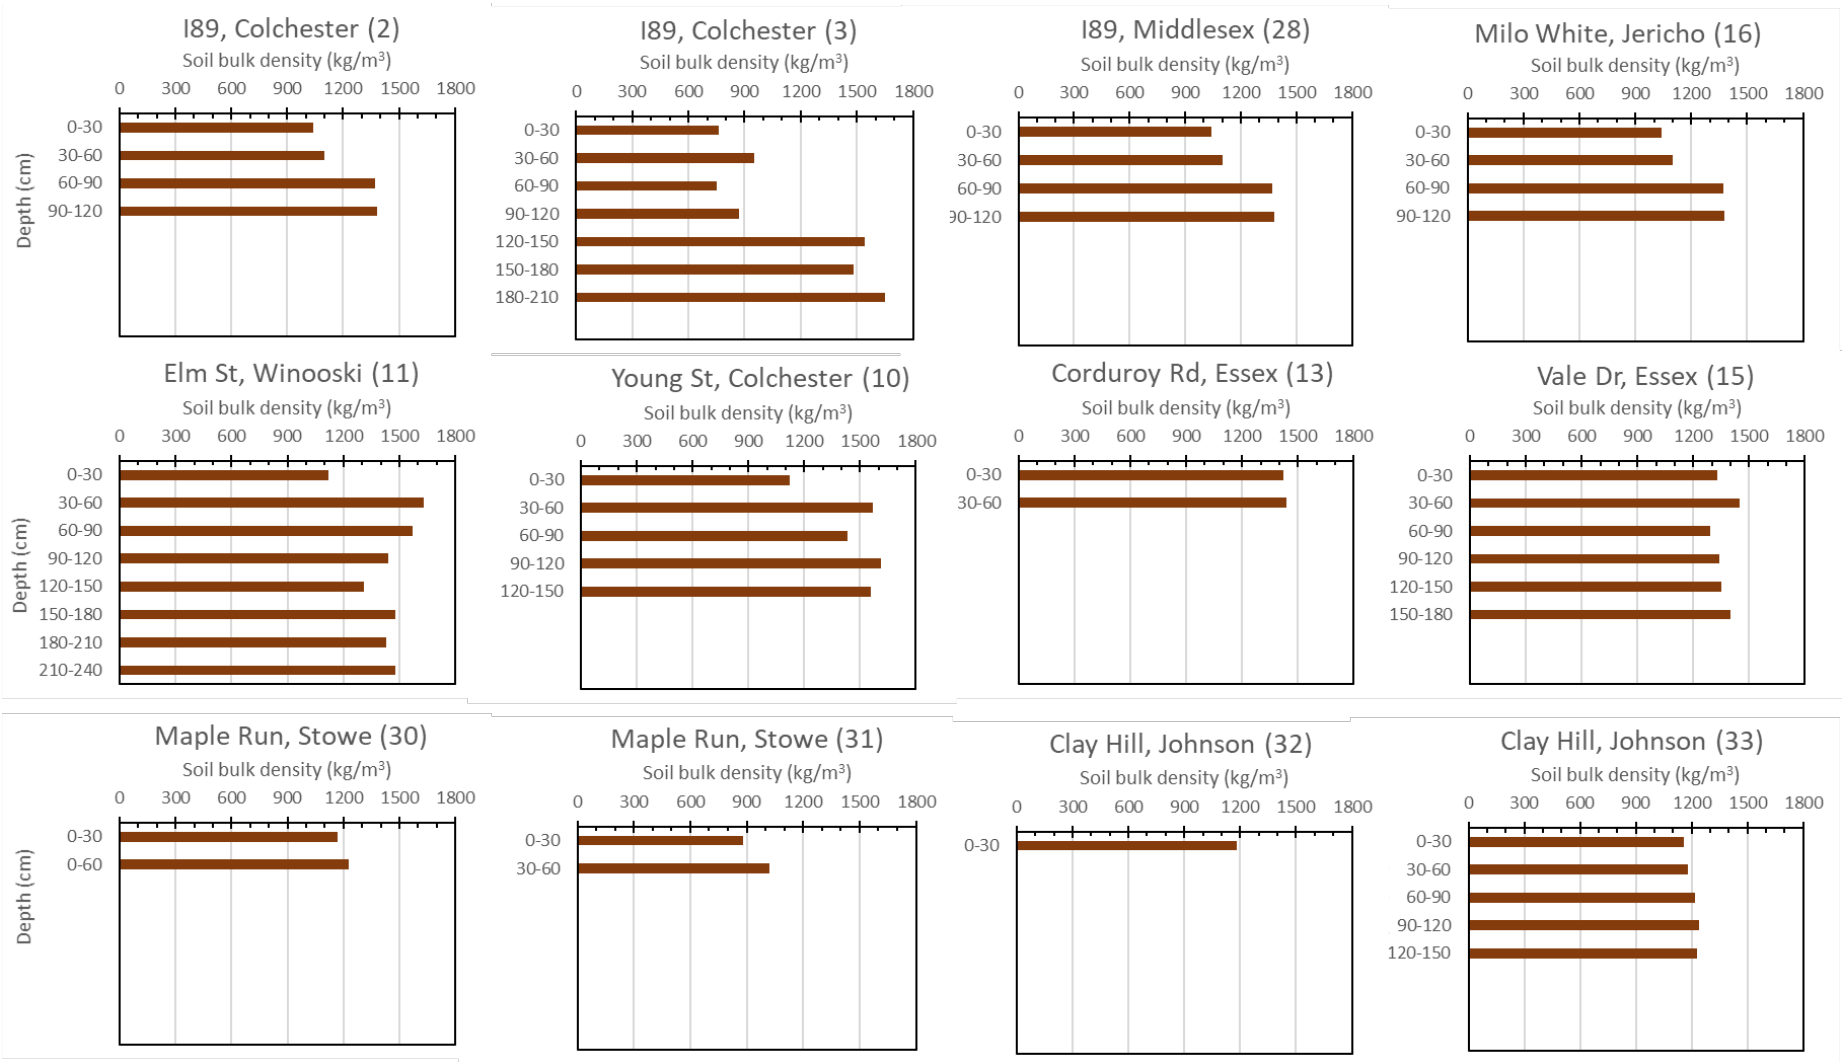 I89, Colchester (2)
Soil bulk density (kg/m³)
0 300 600 900 1200 1500 1800
Depth (cm)
0-30
30-60
60-90
90-120
I89, Colchester (3)
Soil bulk density (kg/m³)
0 300 600 900 1200 1500 1800
0-30
30-60
60-90
90-120
120-150
150-180
180-210
I89, Middlesex (28)
Soil bulk density (kg/m³)
0 300 600 900 1200 1500 1800
0-30
30-60
60-90
90-120
Milo White, Jericho (16)
Soil bulk density (kg/m³)
0 300 600 900 1200 1500 1800
0-30
30-60
60-90
90-120
Elm St, Winooski (11)
Soil bulk density (kg/m³)
0 300 600 900 1200 1500 1800
Depth (cm)
0-30
30-60
60-90
90-120
120-150
150-180
180-210
210-240
Young St, Colchester (10)
Soil bulk density (kg/m³)
0 300 600 900 1200 1500 1800
0-30
30-60
60-90
90-120
120-150
Corduroy Rd, Essex (13)
Soil bulk density (kg/m³)
0 300 600 900 1200 1500 1800
0-30
30-60
Vale Dr, Essex (15)
Soil bulk density (kg/m³)
0 300 600 900 1200 1500 1800
0-30
30-60
60-90
90-120
120-150
150-180
Maple Run, Stowe (30)
Soil bulk density (kg/m³)
0 300 600 900 1200 1500 1800
Depth (cm)
0-30
0-60
Maple Run, Stowe (31)
Soil bulk density (kg/m³)
0 300 600 900 1200 1500 1800
0-30
30-60
Clay Hill, Johnson (32)
Soil bulk density (kg/m³)
0 300 600 900 1200 1500 1800
0-30
Clay Hill, Johnson (33)
Soil bulk density (kg/m³)
0 300 600 900 1200 1500 1800
0-30
30-60
60-90
90-120
120-150